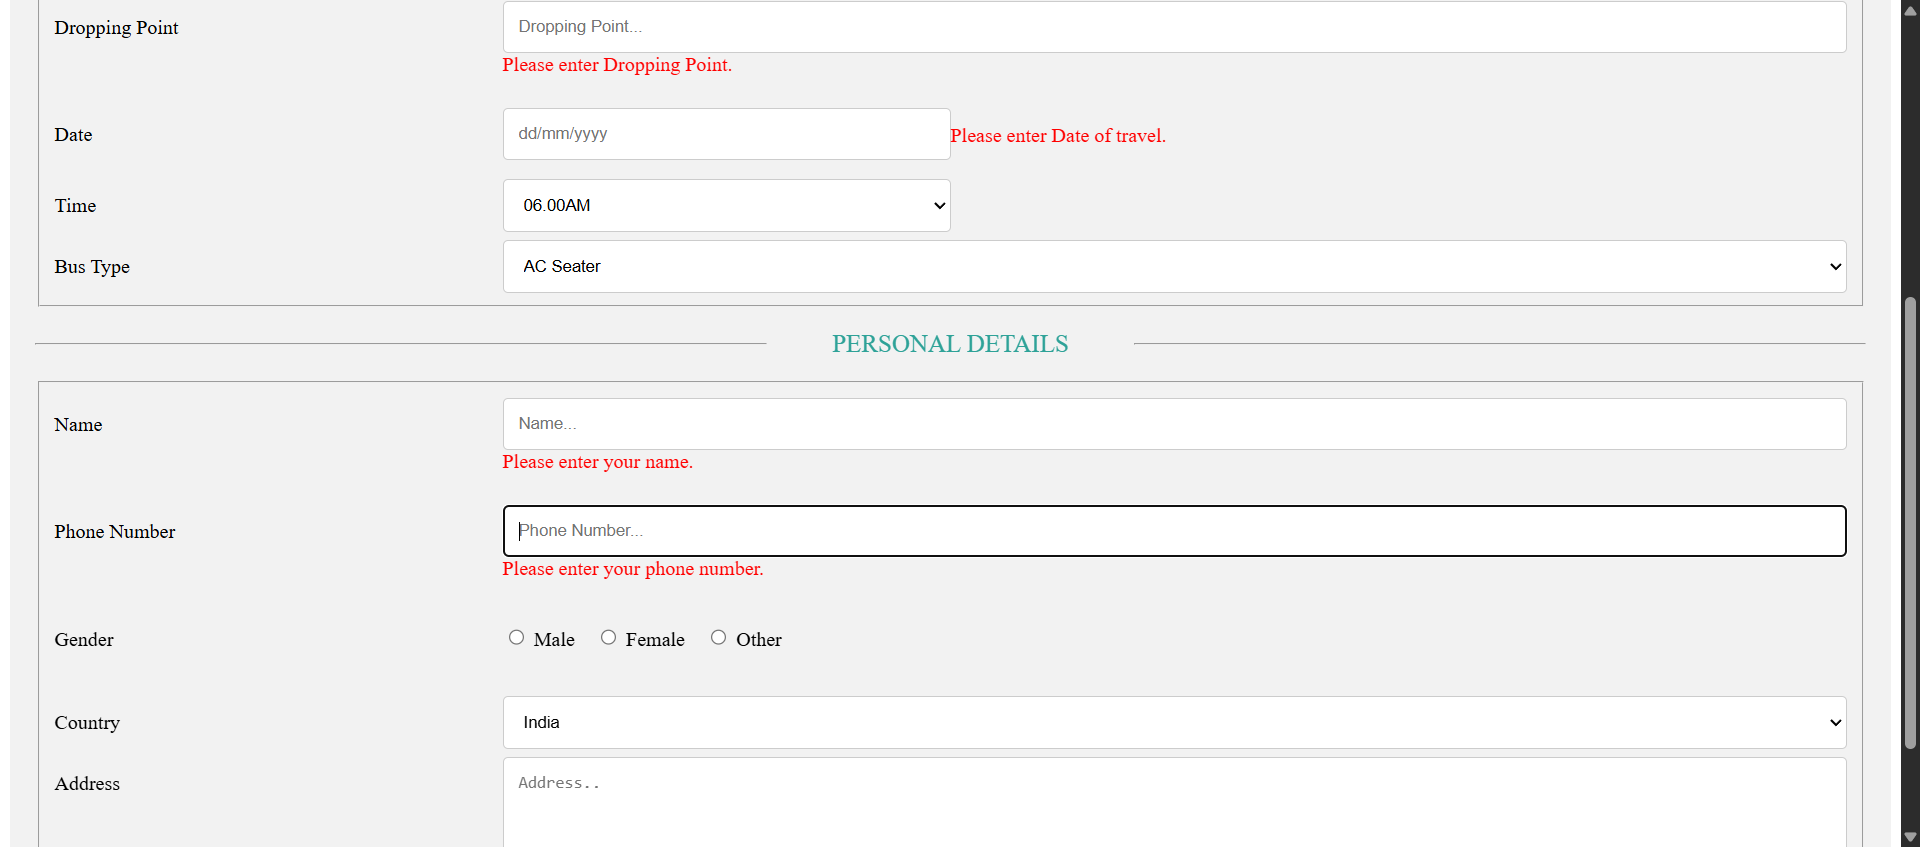 Dropping Point
Dropping Point...
Please enter Dropping Point.
Date
dd/mm/yyyy
Please enter Date of travel.
Time
06.00AM
Bus Type
AC Seater
PERSONAL DETAILS
Name
Name...
Please enter your name.
Phone Number
Phone Number...
Please enter your phone number.
Gender
Male Female Other
Country
India
Address
Address..